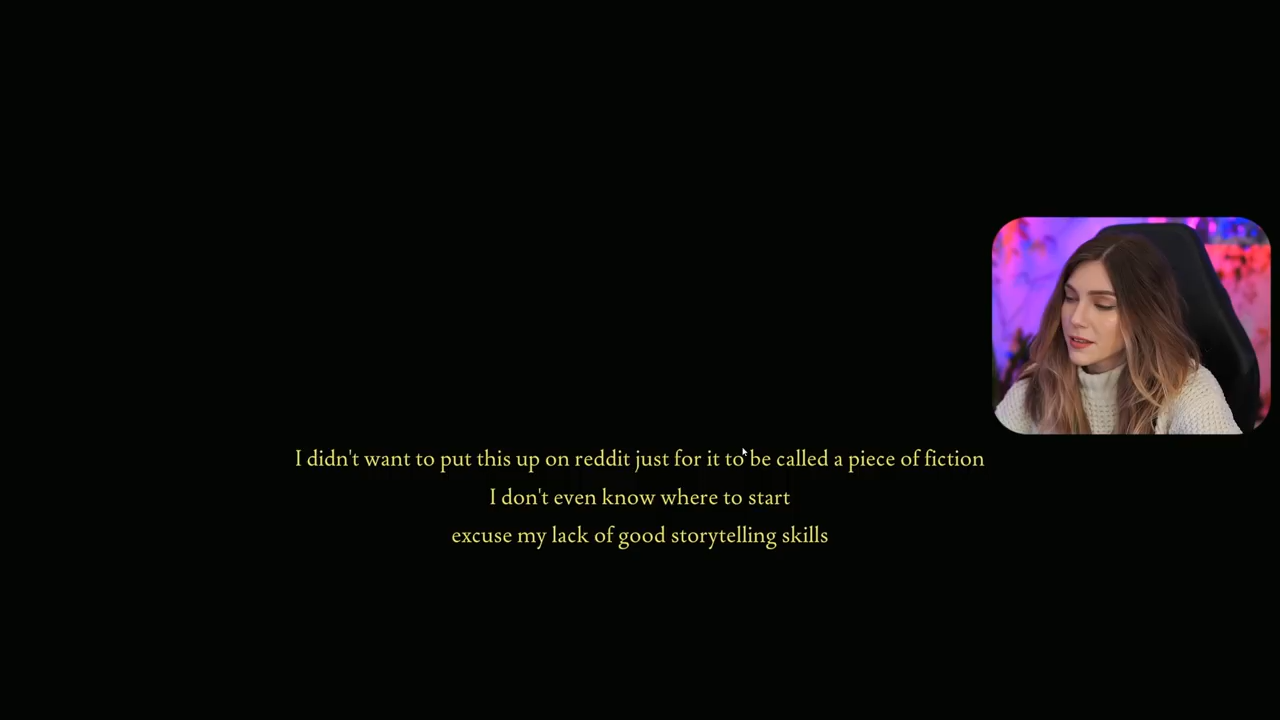 I didn't want to put this up on reddit just for it to be called a piece of fiction
I don't even know where to start
excuse my lack of good storytelling skills